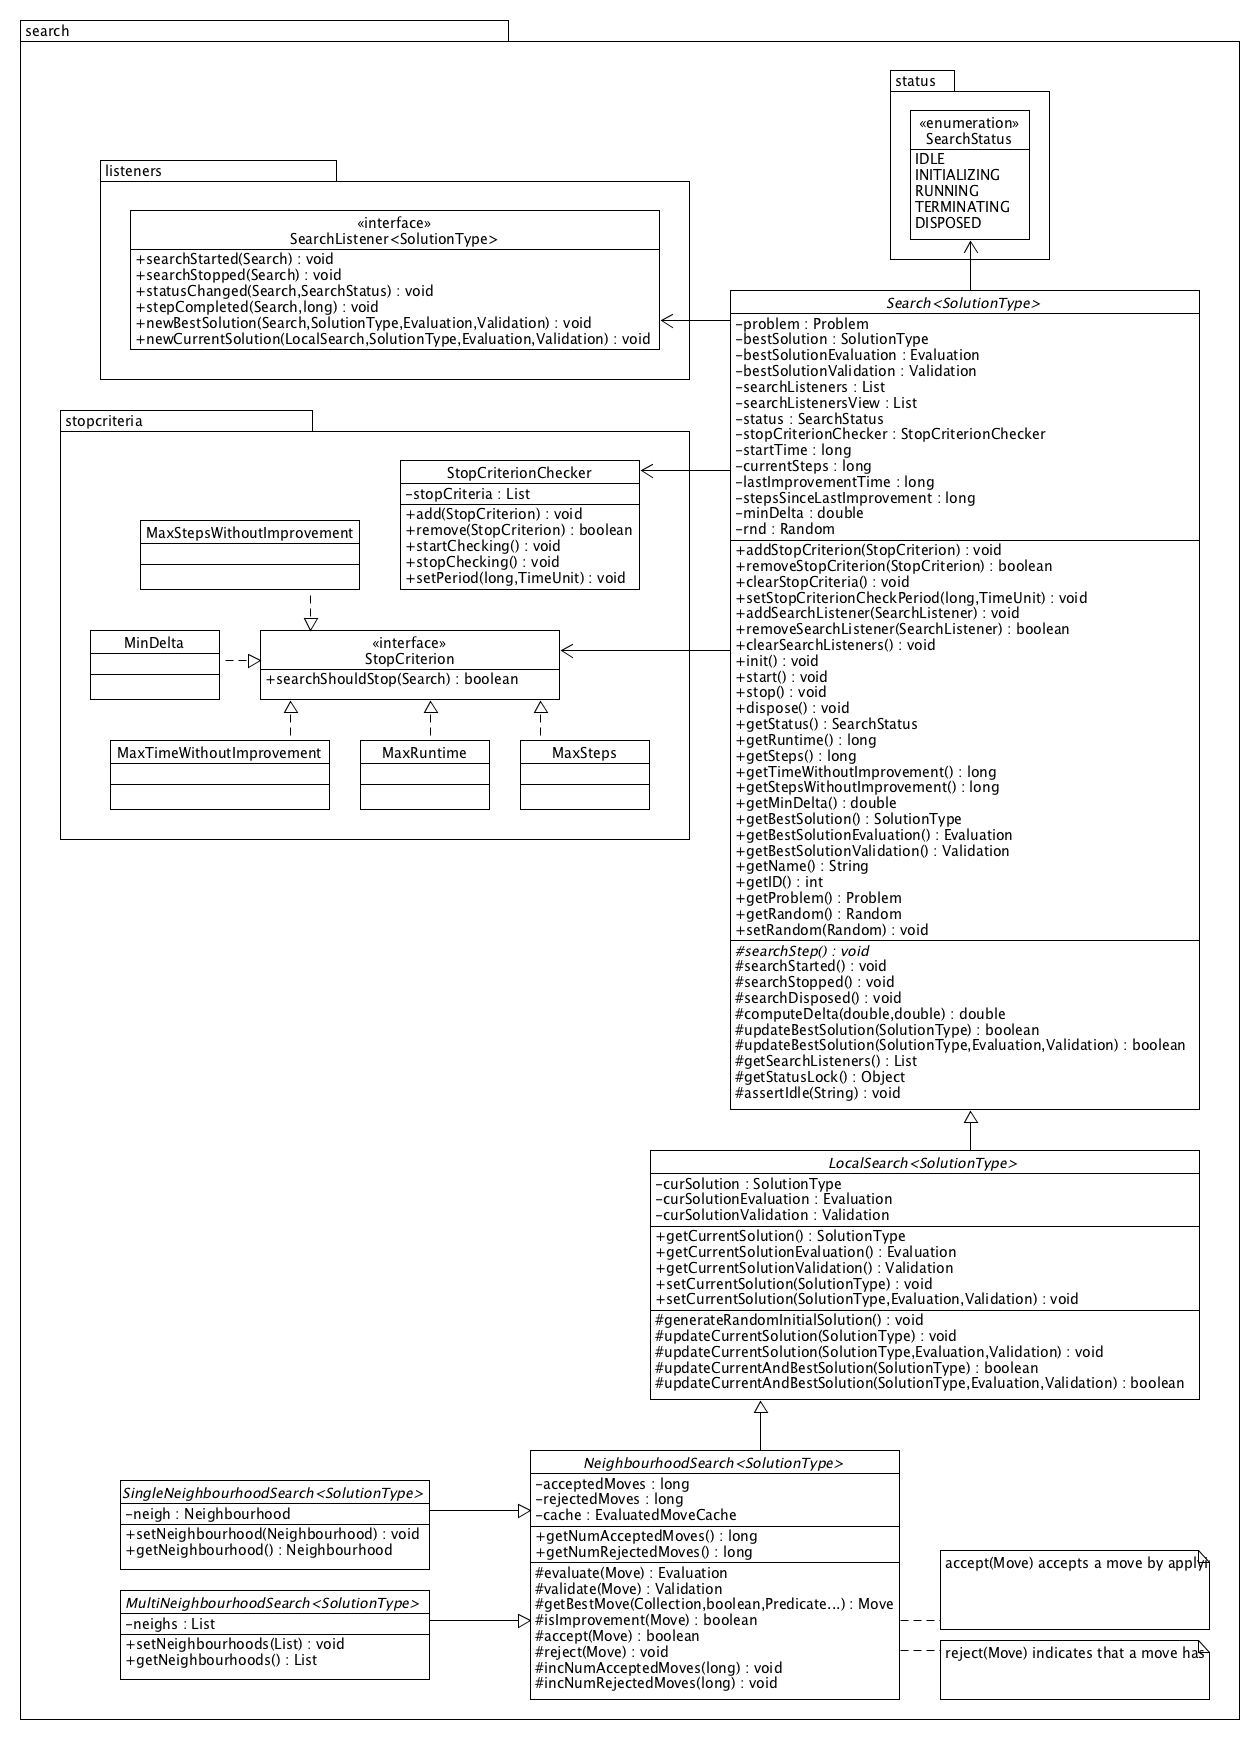 search
status
«enumeration»
SearchStatus
IDLE
INITIALIZING
RUNNING
TERMINATING
DISPOSED
listeners
«interface»
SearchListener<SolutionType>
+searchStarted(Search) : void
+searchStopped(Search) : void
+statusChanged(Search,SearchStatus) : void
+stepCompleted(Search,long) : void
+newBestSolution(Search,SolutionType,Evaluation,Validation) : void
+newCurrentSolution(LocalSearch,SolutionType,Evaluation,Validation) : void
Search<SolutionType>
-problem : Problem
-bestSolution : SolutionType
-bestSolutionEvaluation : Evaluation
-bestSolutionValidation : Validation
-searchListeners : List
-searchListenersView : List
-status : SearchStatus
-stopCriterionChecker : StopCriterionChecker
-startTime : long
-currentSteps : long
-lastImprovementTime : long
-stepsSinceLastImprovement : long
-minDelta : double
-rnd : Random
+addStopCriterion(StopCriterion) : void
+removeStopCriterion(StopCriterion) : boolean
+clearStopCriteria() : void
+setStopCriterionCheckPeriod(long,TimeUnit) : void
+addSearchListener(SearchListener) : void
+removeSearchListener(SearchListener) : boolean
+clearSearchListeners() : void
+init() : void
+start() : void
+stop() : void
+dispose() : void
+getStatus() : SearchStatus
+getRuntime() : long
+getSteps() : long
+getTimeWithoutImprovement() : long
+getStepsWithoutImprovement() : long
+getMinDelta() : double
+getBestSolution() : SolutionType
+getBestSolutionEvaluation() : Evaluation
+getBestSolutionValidation() : Validation
+getName() : String
+getID() : int
+getProblem() : Problem
+getRandom() : Random
+setRandom(Random) : void
#searchStep() : void
#searchStarted() : void
#searchStopped() : void
#searchDisposed() : void
#computeDelta(double,double) : double
#updateBestSolution(SolutionType) : boolean
#updateBestSolution(SolutionType,Evaluation,Validation) : boolean
#getSearchListeners() : List
#getStatusLock() : Object
#assertIdle(String) : void
stopcriteria
StopCriterionChecker
-stopCriteria : List
+add(StopCriterion) : void
+remove(StopCriterion) : boolean
+startChecking() : void
+stopChecking() : void
+setPeriod(long,TimeUnit) : void
MaxStepsWithoutImprovement
MinDelta
«interface»
StopCriterion
+searchShouldStop(Search) : boolean
MaxTimeWithoutImprovement
MaxRuntime
MaxSteps
LocalSearch<SolutionType>
-curSolution : SolutionType
-curSolutionEvaluation : Evaluation
-curSolutionValidation : Validation
+getCurrentSolution() : SolutionType
+getCurrentSolutionEvaluation() : Evaluation
+getCurrentSolutionValidation() : Validation
+setCurrentSolution(SolutionType) : void
+setCurrentSolution(SolutionType,Evaluation,Validation) : void
#generateRandomInitialSolution() : void
#updateCurrentSolution(SolutionType) : void
#updateCurrentSolution(SolutionType,Evaluation,Validation) : void
#updateCurrentAndBestSolution(SolutionType) : boolean
#updateCurrentAndBestSolution(SolutionType,Evaluation,Validation) : boolean
NeighbourhoodSearch<SolutionType>
-acceptedMoves : long
-rejectedMoves : long
-cache : EvaluatedMoveCache
+getNumAcceptedMoves() : long
+getNumRejectedMoves() : long
#evaluate(Move) : Evaluation
#validate(Move) : Validation
#getBestMove(Collection,boolean,Predicate...) : Move
#isImprovement(Move) : boolean
#accept(Move) : boolean
#reject(Move) : void
#incNumAcceptedMoves(long) : void
#incNumRejectedMoves(long) : void
SingleNeighbourhoodSearch<SolutionType>
-neigh : Neighbourhood
+setNeighbourhood(Neighbourhood) : void
+getNeighbourhood() : Neighbourhood
MultiNeighbourhoodSearch<SolutionType>
-neighs : List
+setNeighbourhoods(List) : void
+getNeighbourhoods() : List
accept(Move) accepts a move by
reject(Move) indicates that a move has